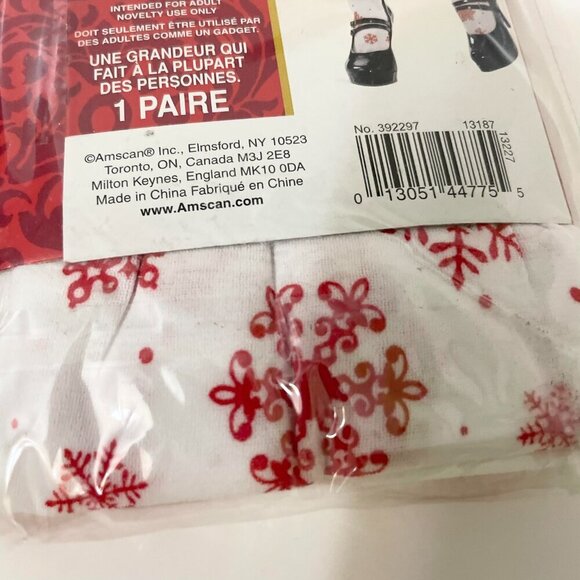 INTENDED FOR ADULT
NOVELTY USE ONLY
DOIT SEULEMENT ÊTRE UTILISÉ PAR
DES ADULTES COMME UN GADGET.
UNE GRANDEUR QUI
FAIT À LA PLUPART
DES PERSONNES.
1 PAIRE
©Amscan® Inc., Elmsford, NY 10523
Toronto, ON, Canada M3J 2E8
Milton Keynes, England MK10 0DA
Made in China Fabriqué en Chine
www.Amscan.com
No. 392297 13187
13227
0 13051 44775 5